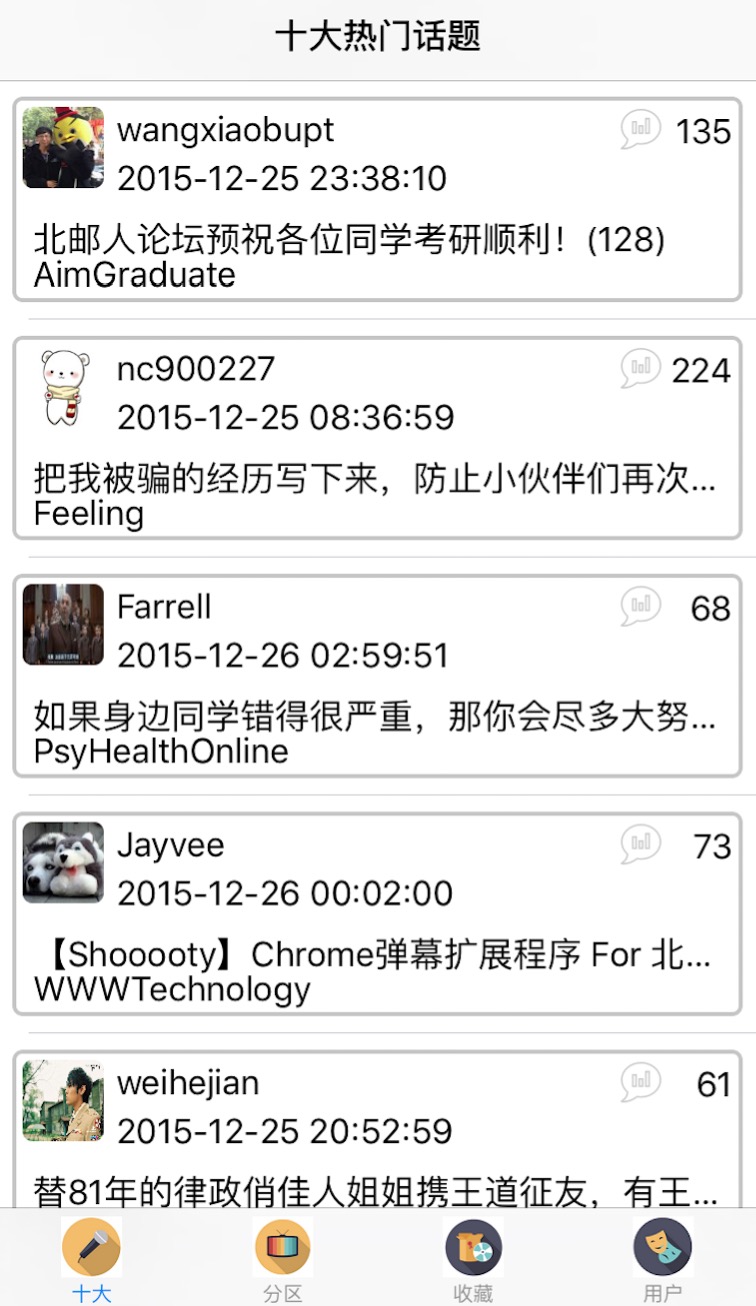 十大热门话题
wangxiaobupt
135
2015-12-25 23:38:10
北邮人论坛预祝各位同学考研顺利！(128)
AimGraduate
nc900227
224
2015-12-25 08:36:59
把我被骗的经历写下来，防止小伙伴们再次...
Feeling
Farrell
68
2015-12-26 02:59:51
如果身边同学错得很严重，那你会尽多大努...
PsyHealthOnline
Jayvee
73
2015-12-26 00:02:00
【Shooooty】Chrome弹幕扩展程序 For 北...
WWWTechnology
weihejian
61
2015-12-25 20:52:59
替81年的律政俏佳人姐姐携王道征友，有王...
十大
分区
收藏
用户